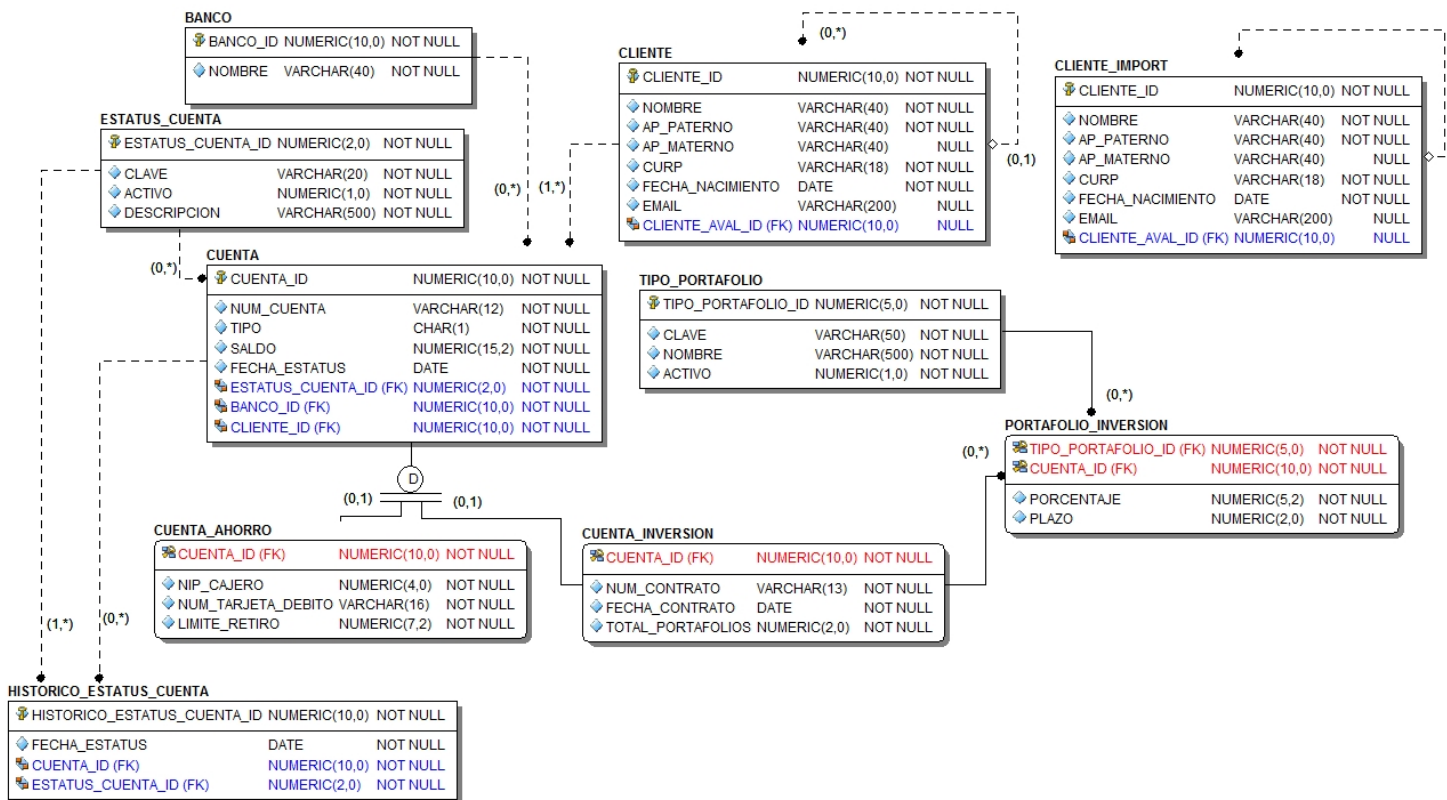 BANCO
BANCO_ID NUMERIC(10,0) NOT NULL
NOMBRE VARCHAR(40) NOT NULL
ESTATUS_CUENTA
ESTATUS_CUENTA_ID NUMERIC(2,0) NOT NULL
CLAVE VARCHAR(20) NOT NULL
ACTIVO NUMERIC(1,0) NOT NULL
DESCRIPCION VARCHAR(500) NOT NULL
(0,*)
(1,*)
(0,*)
CLIENTE
CLIENTE_ID NUMERIC(10,0) NOT NULL
NOMBRE VARCHAR(40) NOT NULL
AP_PATERNO VARCHAR(40) NOT NULL
AP_MATERNO VARCHAR(40) NULL
CURP VARCHAR(18) NOT NULL
FECHA_NACIMIENTO DATE NOT NULL
EMAIL VARCHAR(200) NULL
CLIENTE_AVAL_ID (FK) NUMERIC(10,0) NULL
(0,*)
(0,1)
CLIENTE_IMPORT
CLIENTE_ID NUMERIC(10,0) NOT NULL
NOMBRE VARCHAR(40) NOT NULL
AP_PATERNO VARCHAR(40) NOT NULL
AP_MATERNO VARCHAR(40) NULL
CURP VARCHAR(18) NOT NULL
FECHA_NACIMIENTO DATE NOT NULL
EMAIL VARCHAR(200) NULL
CLIENTE_AVAL_ID (FK) NUMERIC(10,0) NULL
CUENTA
CUENTA_ID NUMERIC(10,0) NOT NULL
NUM_CUENTA VARCHAR(12) NOT NULL
TIPO CHAR(1) NOT NULL
SALDO NUMERIC(15,2) NOT NULL
FECHA_ESTATUS DATE NOT NULL
ESTATUS_CUENTA_ID (FK) NUMERIC(2,0) NOT NULL
BANCO_ID (FK) NUMERIC(10,0) NOT NULL
CLIENTE_ID (FK) NUMERIC(10,0) NOT NULL
TIPO_PORTAFOLIO
TIPO_PORTAFOLIO_ID NUMERIC(5,0) NOT NULL
CLAVE VARCHAR(50) NOT NULL
NOMBRE VARCHAR(500) NOT NULL
ACTIVO NUMERIC(1,0) NOT NULL
(0,*)
PORTAFOLIO_INVERSION
TIPO_PORTAFOLIO_ID (FK) NUMERIC(5,0) NOT NULL
CUENTA_ID (FK) NUMERIC(10,0) NOT NULL
PORCENTAJE NUMERIC(5,2) NOT NULL
PLAZO NUMERIC(2,0) NOT NULL
(0,*)
D
(0,1)
(0,1)
CUENTA_AHORRO
CUENTA_ID (FK) NUMERIC(10,0) NOT NULL
NIP_CAJERO NUMERIC(4,0) NOT NULL
NUM_TARJETA_DEBITO VARCHAR(16) NOT NULL
LIMITE_RETIRO NUMERIC(7,2) NOT NULL
CUENTA_INVERSION
CUENTA_ID (FK) NUMERIC(10,0) NOT NULL
NUM_CONTRATO VARCHAR(13) NOT NULL
FECHA_CONTRATO DATE NOT NULL
TOTAL_PORTAFOLIOS NUMERIC(2,0) NOT NULL
(1,*)
(0,*)
HISTORICO_ESTATUS_CUENTA
HISTORICO_ESTATUS_CUENTA_ID NUMERIC(10,0) NOT NULL
FECHA_ESTATUS DATE NOT NULL
CUENTA_ID (FK) NUMERIC(10,0) NOT NULL
ESTATUS_CUENTA_ID (FK) NUMERIC(2,0) NOT NULL